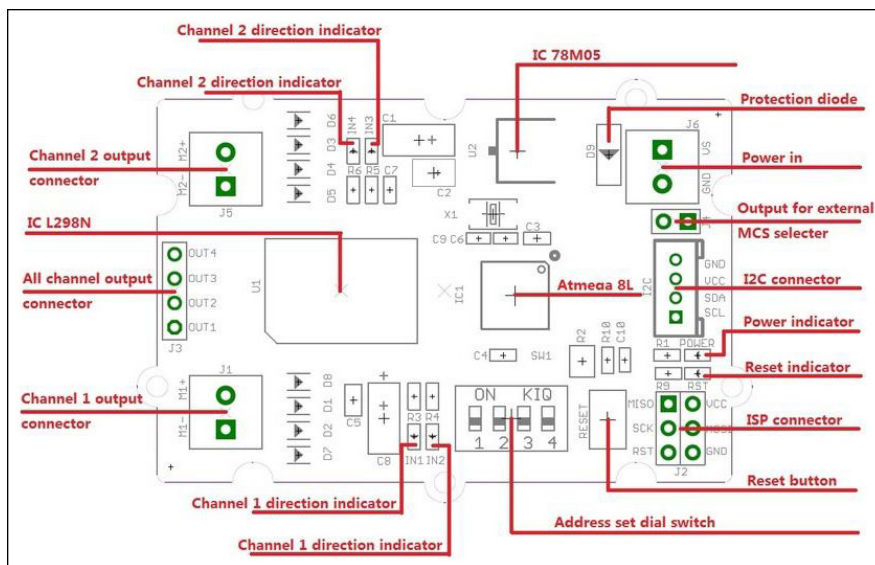 Channel 2 direction indicator
Channel 2 direction indicator
IC 78M05
Protection diode
Power in
Channel 2 output
connector
IC L298N
All channel output
connector
Channel 1 output
connector
Channel 1 direction indicator
Channel 1 direction indicator
Output for external
MCS selecter
I2C connector
Power indicator
Reset indicator
ISP connector
Reset button
Address set dial switch
Atmega 8L
M2+
M2-
J5
D6
D3
D4
D5
IN4
IN3
C1
R6
R5
C7
C2
U2
D9
J6
VS
GND
J4
X1
C9
C6
C3
U1
IC1
OUT4
OUT3
OUT2
OUT1
J3
I2C
GND
VCC
SDA
SCL
C4
SW1
R2
R10
C10
R1
POWER
R9
RST
J1
M1+
M1-
D8
D1
D2
D7
C5
C8
R3
R4
IN1
IN2
ON
KIQ
1 2 3 4
RESET
MISO
VCC
SCK
RST
GND
J2